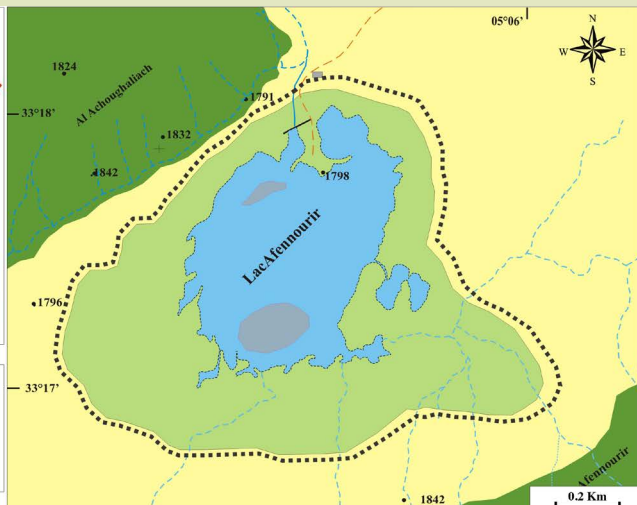 05°06'
N
W E
S
1824
Al Achoughaliach
1791
33°18'
1832
1842
1798
LacAfennourir
1796
33°17'
Afennourir
1842
0.2 Km